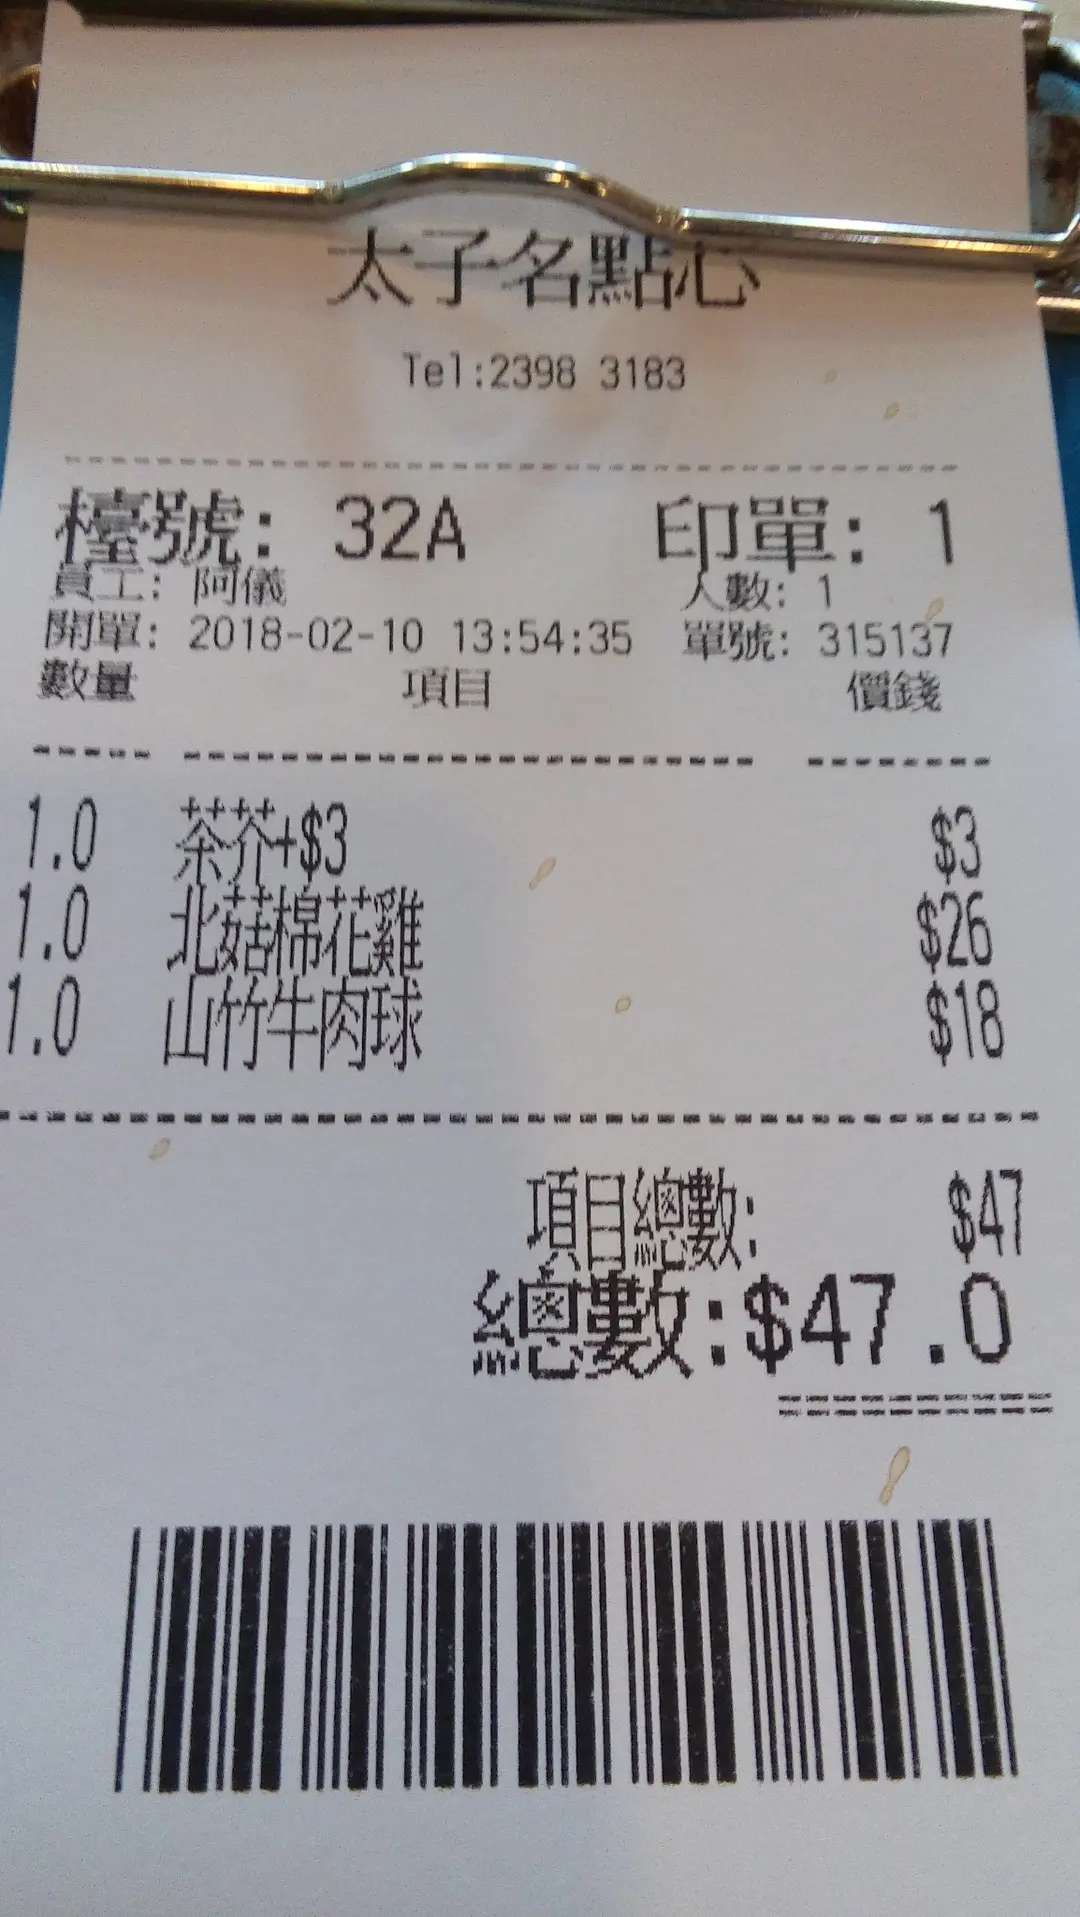 太子名點心
Tel:2398 3183
檯號: 32A 印單: 1
員工: 阿儀 人數: 1
開單: 2018-02-10 13:54:35 單號: 315137
數量 項目 價錢
1.0 茶芥+$3 $3
1.0 北菇棉花雞 $26
1.0 山竹牛肉球 $18
項目總數: $47
總數:$47.0